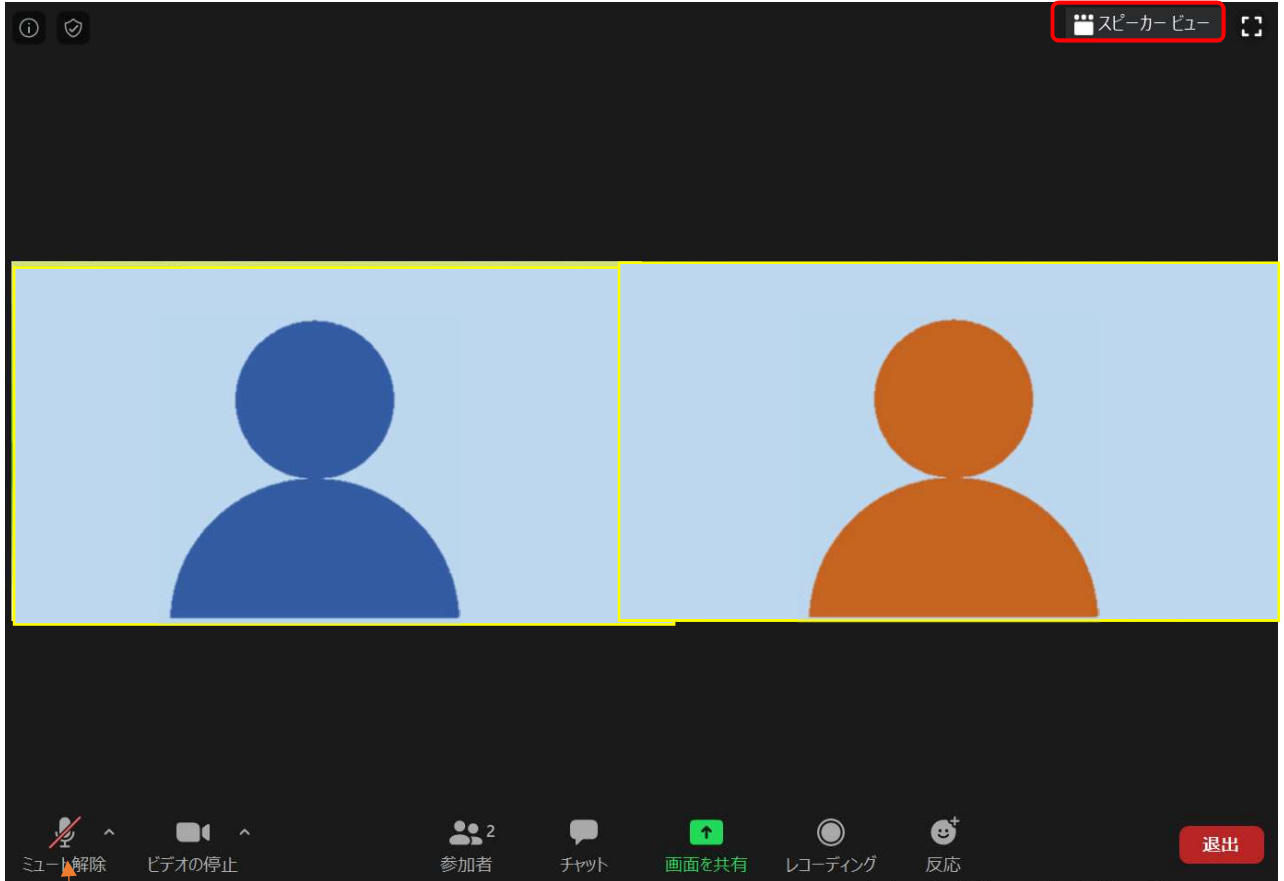 スピーカー ビュー
ミュート解除
ビデオの停止
2
参加者
チャット
画面を共有
レコーディング
反応
退出